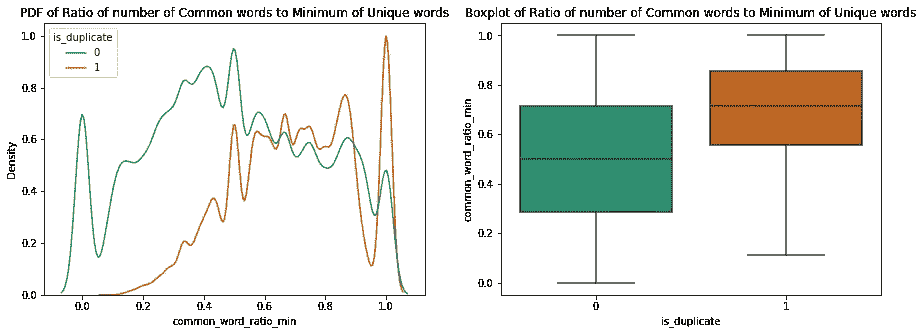 PDF of Ratio of number of Common words to Minimum of Unique words
is_duplicate
0
1
Density
1.0
0.8
0.6
0.4
0.2
0.0
0.0 0.2 0.4 0.6 0.8 1.0
common_word_ratio_min
Boxplot of Ratio of number of Common words to Minimum of Unique words
common_word_ratio_min
1.0
0.8
0.6
0.4
0.2
0.0
0 1
is_duplicate